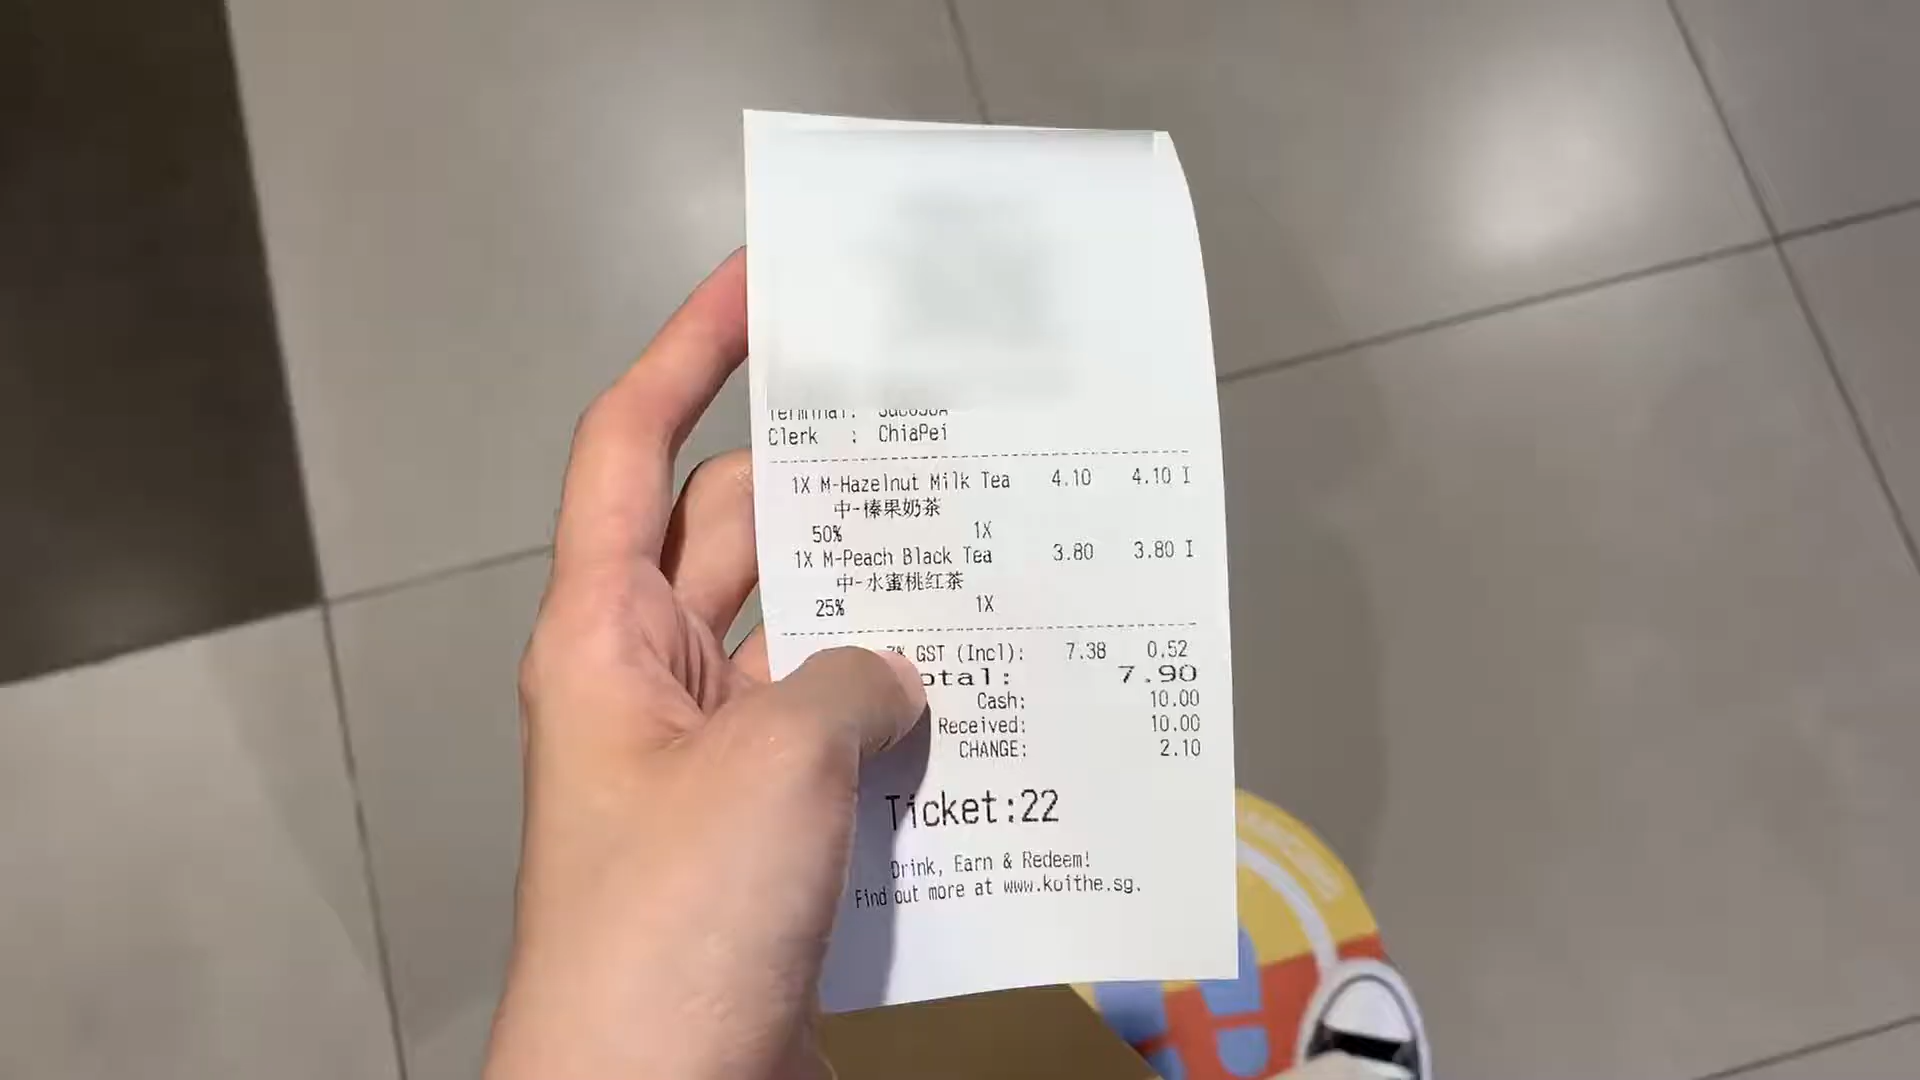 Clerk : ChiaPei
1X M-Hazelnut Milk Tea 4.10 4.10 I
中-榛果奶茶
50% 1X
1X M-Peach Black Tea 3.80 3.80 I
中-水蜜桃红茶
25% 1X
7% GST (Incl): 7.38 0.52
otal: 7.90
Cash: 10.00
Received: 10.00
CHANGE: 2.10
Ticket:22
Drink, Earn & Redeem!
Find out more at www.koithe.sg.